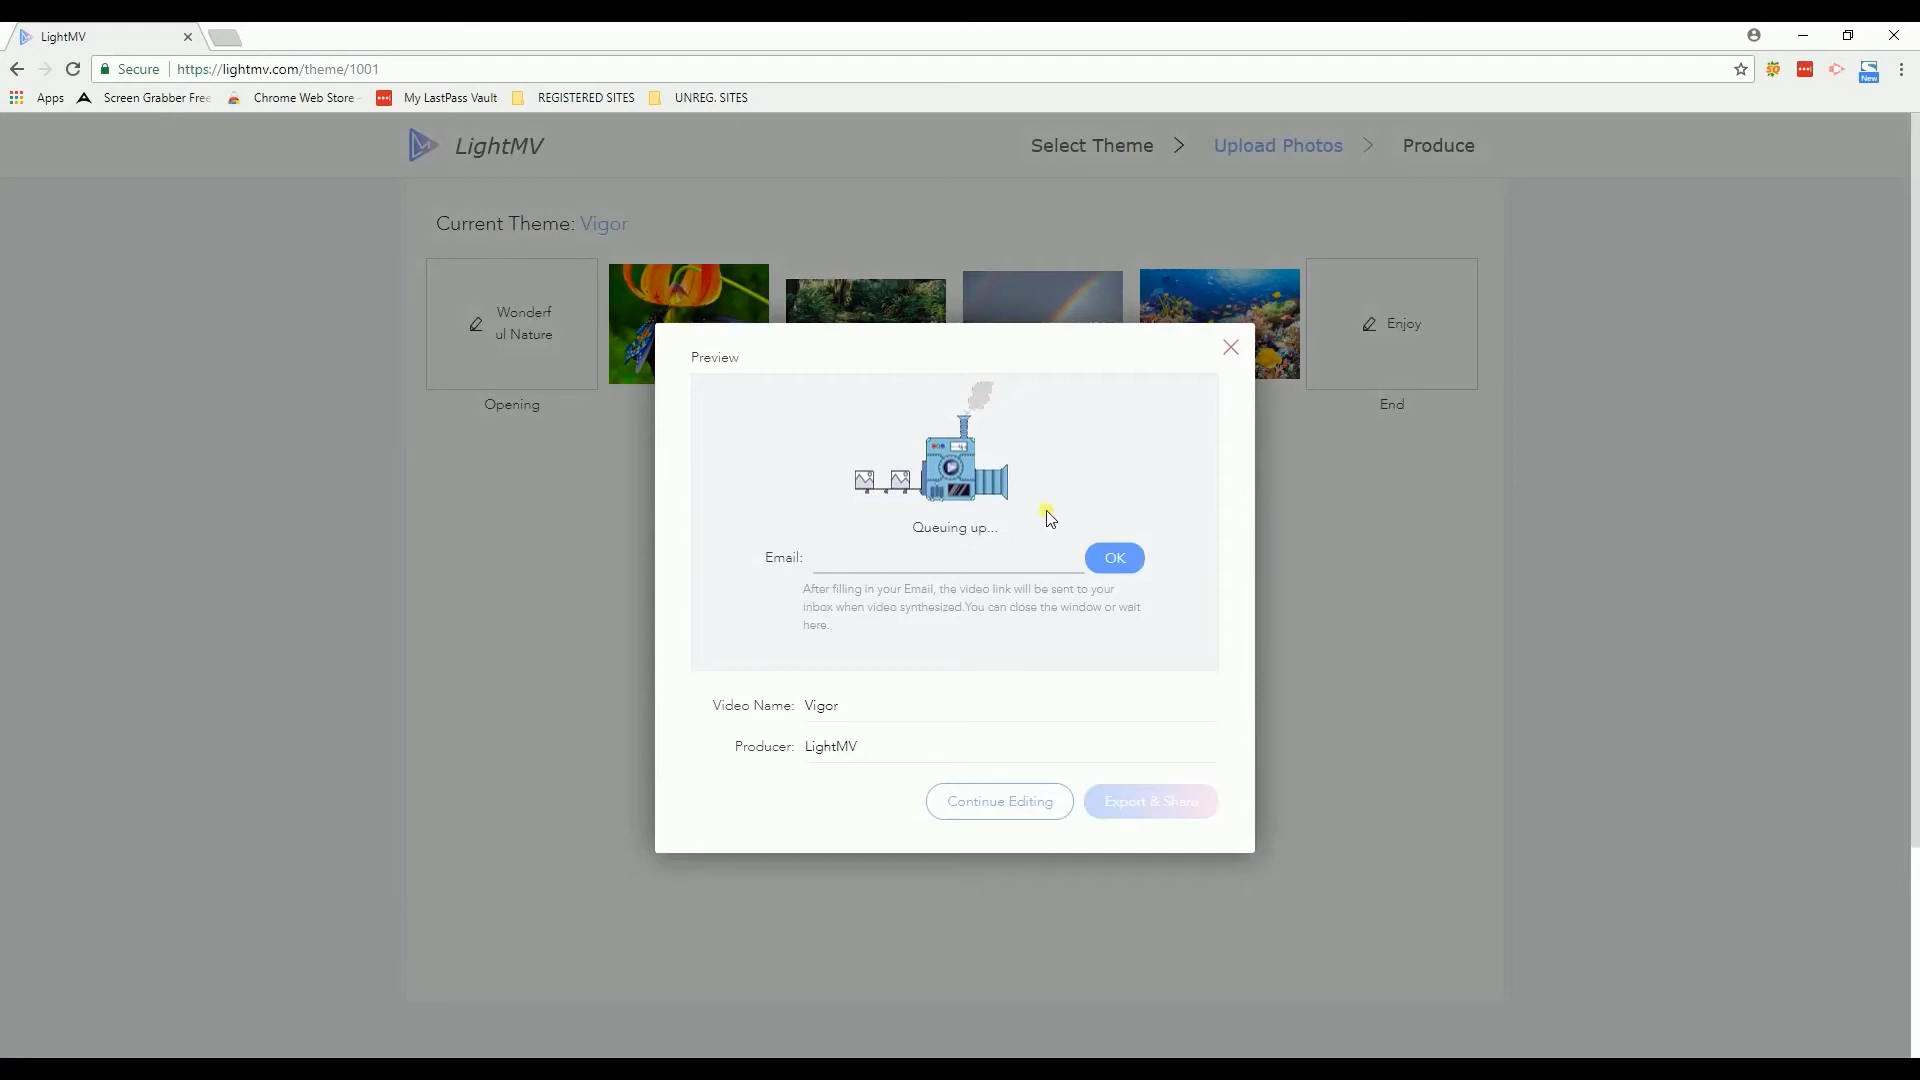 LightMV
Secure https://lightmv.com/theme/1001
New
Apps Screen Grabber Free Chrome Web Store My LastPass Vault REGISTERED SITES UNREG. SITES
LightMV Select Theme Upload Photos Produce
Current Theme: Vigor
Wonderf
ul Nature
Enjoy
Opening
End
Preview
Queuing up...
Email: OK
After filling in your Email, the video link will be sent to your
inbox when video synthesized.You can close the window or wait
here.
Video Name: Vigor
Producer: LightMV
Continue Editing Export & Share